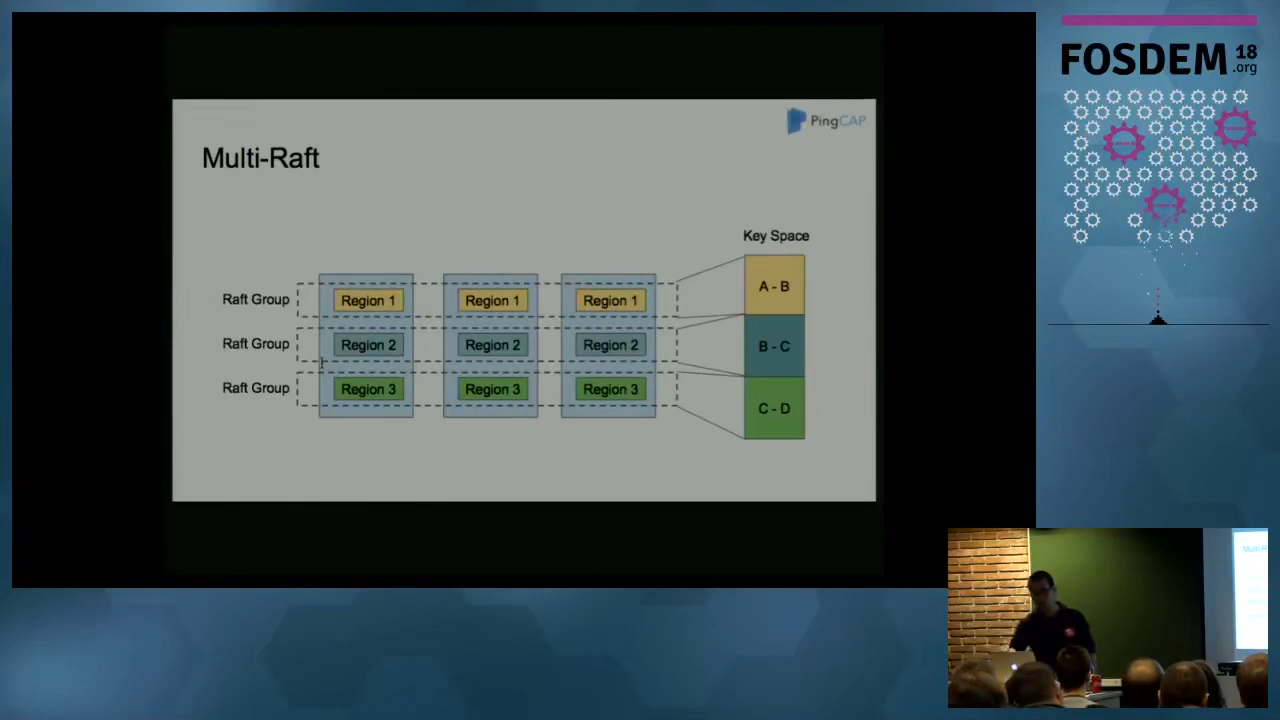 PingCAP
Multi-Raft
Key Space
Raft Group
Region 1
Region 1
Region 1
A - B
Raft Group
Region 2
Region 2
Region 2
B - C
Raft Group
Region 3
Region 3
Region 3
C - D
FOSDEM 18
.org